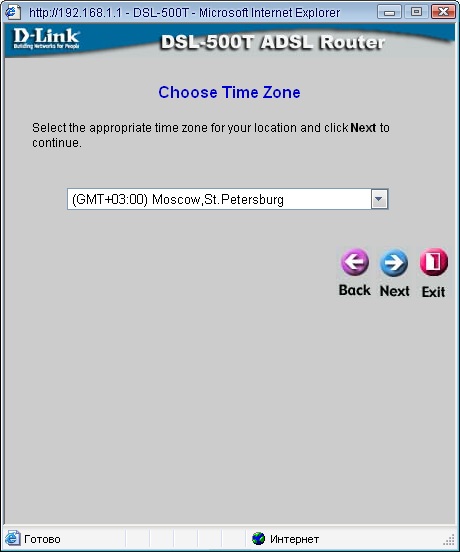 http://192.168.1.1 - DSL-500T - Microsoft Internet Explorer
D-Link
Building Networks for People
DSL-500T ADSL Router
Choose Time Zone
Select the appropriate time zone for your location and click Next to
continue.
(GMT+03:00) Moscow,St.Petersburg
Back Next Exit
Готово Интернет